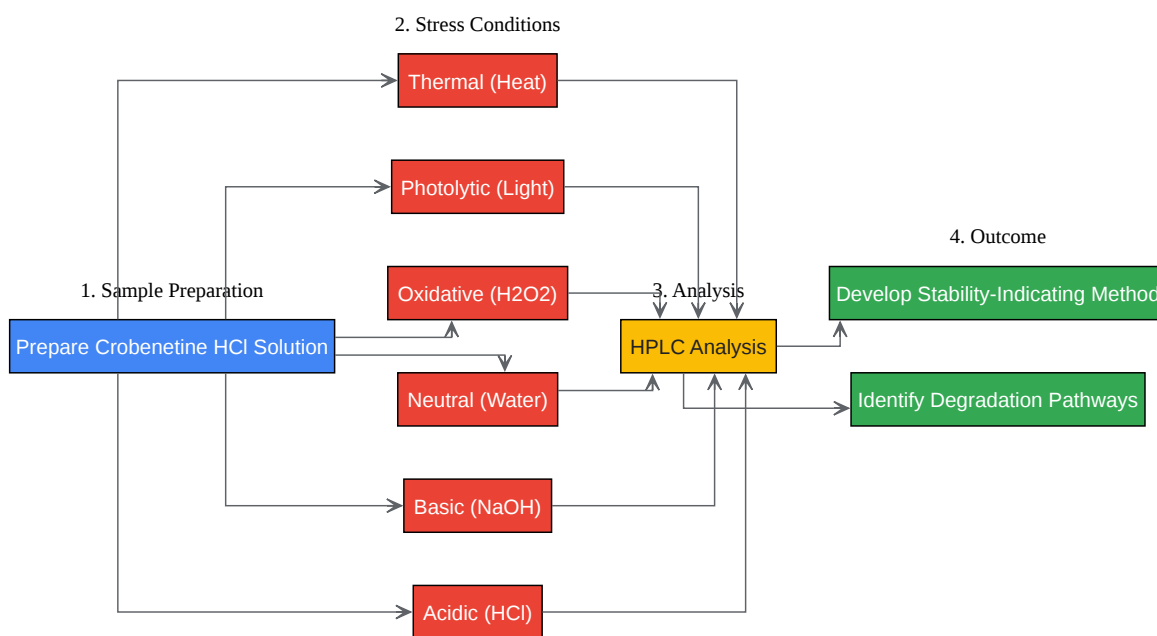 2. Stress Conditions
Thermal (Heat)
Photolytic (Light)
4. Outcome
1. Sample Preparation
Oxidative (H2O2)
3. Analysis
Develop Stability-Indicating Method
Prepare Crobenetine HCl Solution
HPLC Analysis
Neutral (Water)
Identify Degradation Pathways
Basic (NaOH)
Acidic (HCl)